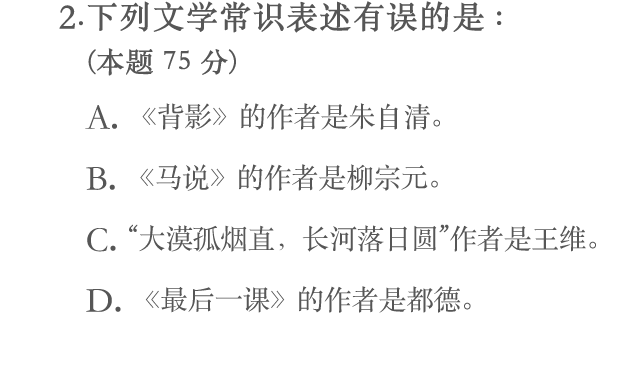 2.下列文学常识表述有误的是：
(本题 75 分)
A. 《背影》的作者是朱自清。
B. 《马说》的作者是柳宗元。
C. “大漠孤烟直，长河落日圆”作者是王维。
D. 《最后一课》的作者是都德。